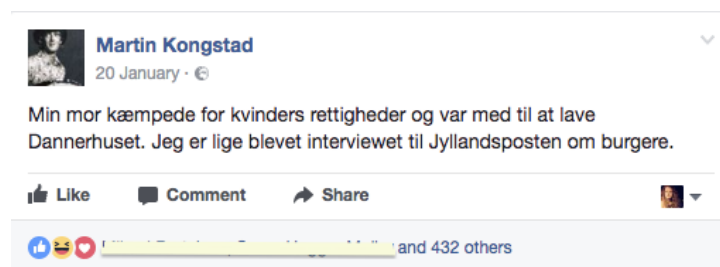 Martin Kongstad
20 January ·
Min mor kæmpede for kvinders rettigheder og var med til at lave
Dannerhuset. Jeg er lige blevet interviewet til Jyllandsposten om burgere.
Like Comment Share
and 432 others